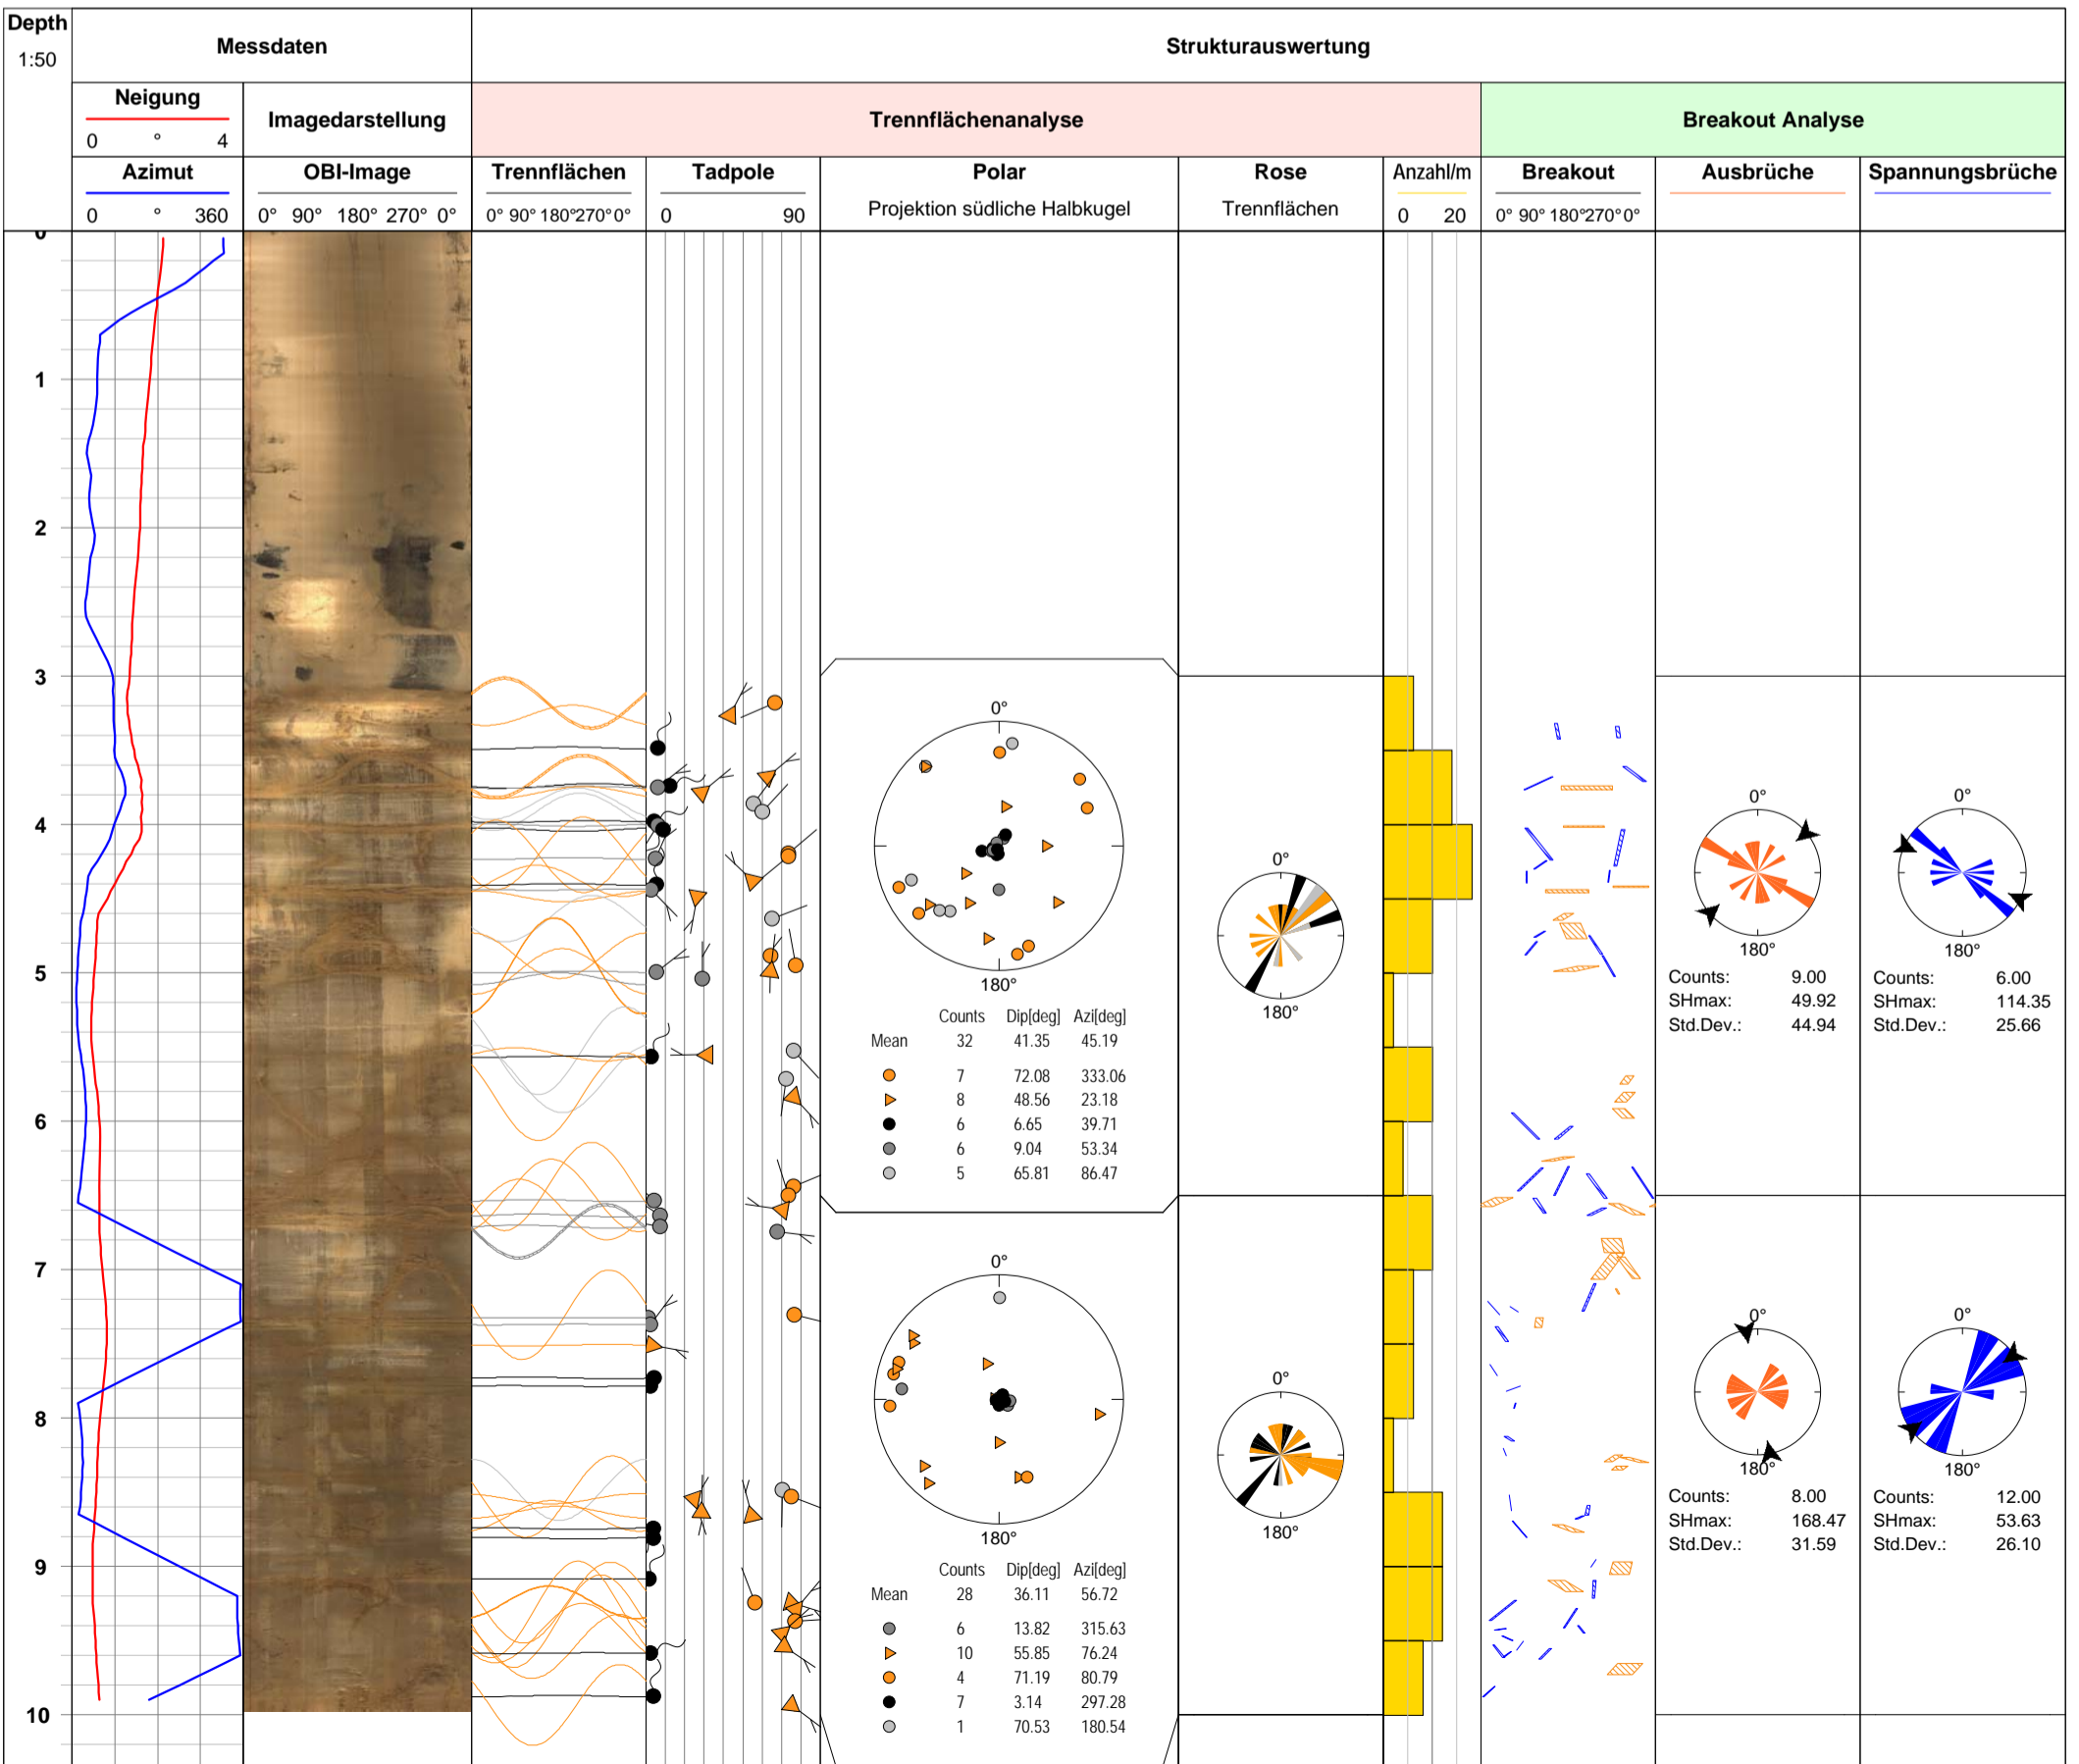 Depth
1:50
Messdaten
Strukturauswertung
Neigung
0 ° 4
Imagedarstellung
Trennflächenanalyse
Breakout Analyse
Azimut
0 ° 360
OBI-Image
0° 90° 180° 270° 0°
Trennflächen
0° 90° 180°270°0°
Tadpole
0 90
Polar
Projektion südliche Halbkugel
Rose
Trennflächen
Anzahl/m
0 20
Breakout
0° 90° 180°270°0°
Ausbrüche
Spannungsbrüche
0
1
2
3
4
5
6
7
8
9
10
0°
180°
Counts Dip[deg] Azi[deg]
Mean 32 41.35 45.19
7 72.08 333.06
8 48.56 23.18
6 6.65 39.71
6 9.04 53.34
5 65.81 86.47
0°
180°
0°
180°
Counts: 9.00
SHmax: 49.92
Std.Dev.: 44.94
0°
180°
Counts: 6.00
SHmax: 114.35
Std.Dev.: 25.66
0°
180°
Counts Dip[deg] Azi[deg]
Mean 28 36.11 56.72
6 13.82 315.63
10 55.85 76.24
4 71.19 80.79
7 3.14 297.28
1 70.53 180.54
0°
180°
0°
180°
Counts: 8.00
SHmax: 168.47
Std.Dev.: 31.59
0°
180°
Counts: 12.00
SHmax: 53.63
Std.Dev.: 26.10